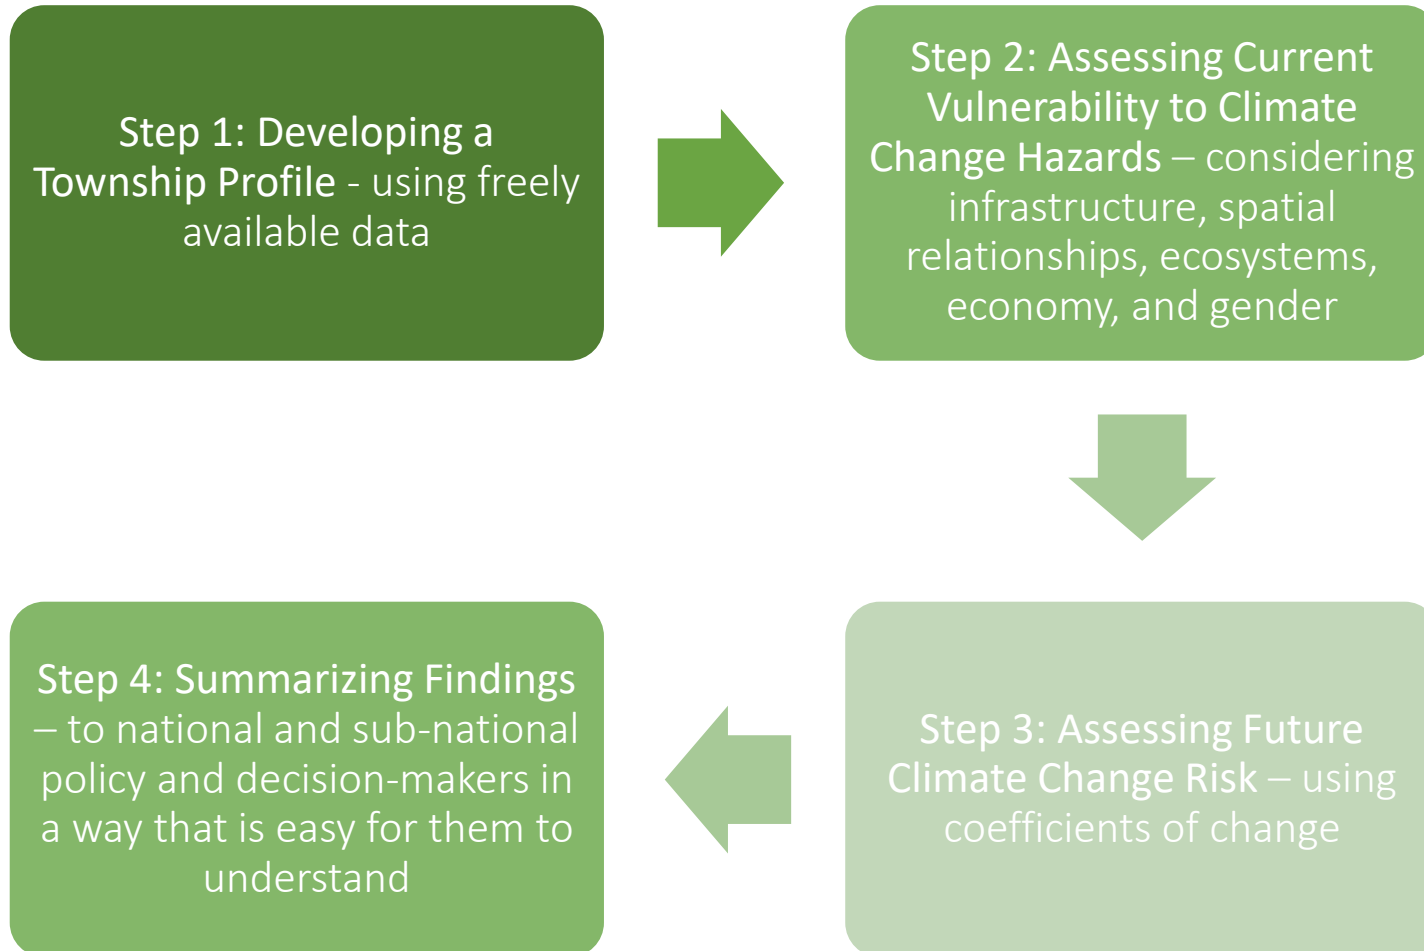 Step 1: Developing a
Township Profile - using freely
available data
Step 2: Assessing Current
Vulnerability to Climate
Change Hazards – considering
infrastructure, spatial
relationships, ecosystems,
economy, and gender
Step 3: Assessing Future
Climate Change Risk – using
coefficients of change
Step 4: Summarizing Findings
– to national and sub-national
policy and decision-makers in
a way that is easy for them to
understand